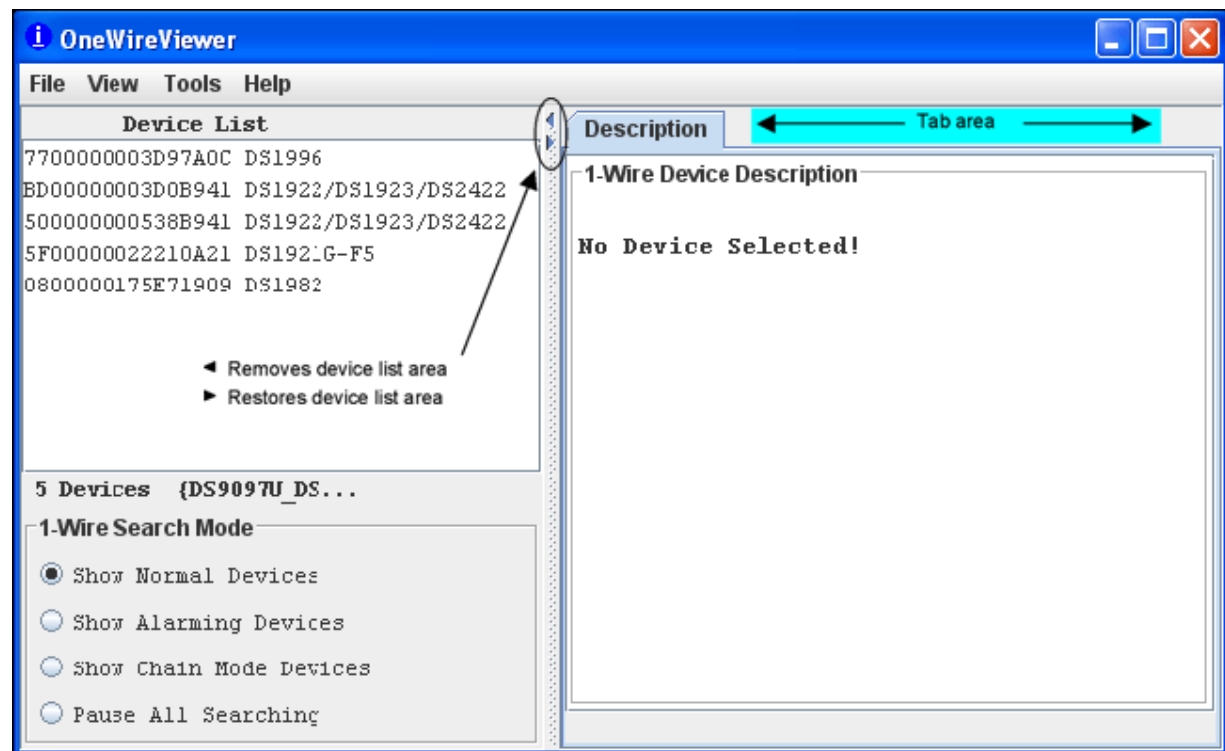 OneWireViewer
File View Tools Help
Device List
7700000003D97A0C DS1996
BD00000003D0B941 DS1922/DS1923/DS2422
500000000538B941 DS1922/DS1923/DS2422
5F00000022210A21 DS1921G-F5
0800000175E71909 DS1982
◄ Removes device list area
► Restores device list area
5 Devices {DS9097U_DS...
1-Wire Search Mode
Show Normal Devices
Show Alarming Devices
Show Chain Mode Devices
Pause All Searching
Description
Tab area
1-Wire Device Description
No Device Selected!